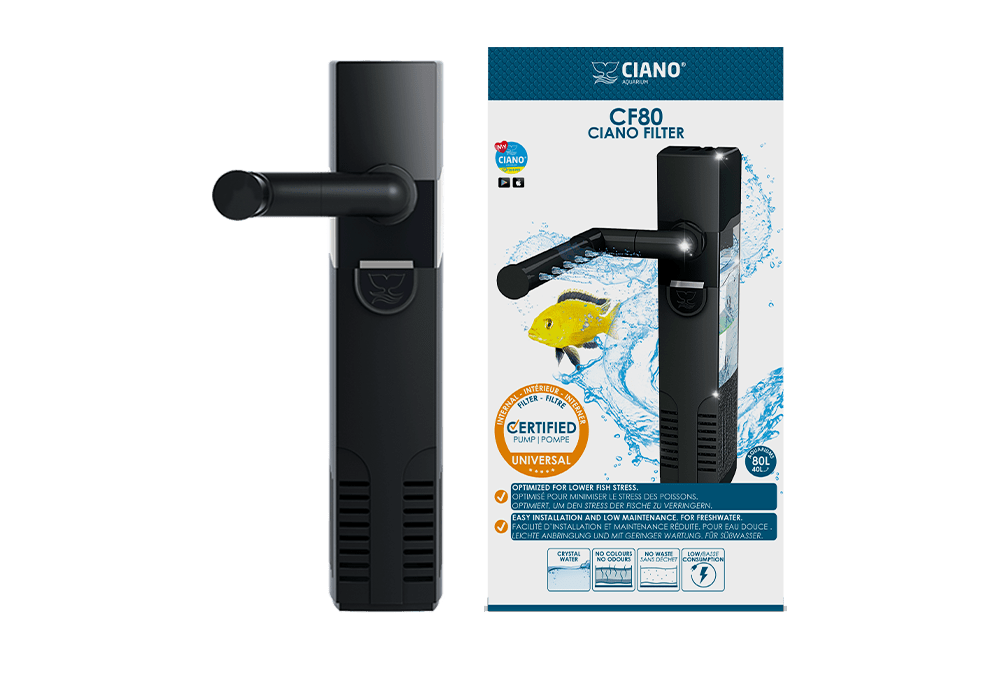 CIANO®
AQUARIUM
CF80
CIANO FILTER
My
CIANO
INTERNAL - INTÉRIEUR - INTERNER
FILTER - FILTRE
CERTIFIED
PUMP | POMPE
UNIVERSAL
AQUARIUMS
80L
40L
OPTIMIZED FOR LOWER FISH STRESS.
OPTIMISÉ POUR MINIMISER LE STRESS DES POISSONS.
OPTIMIERT, UM DEN STRESS DER FISCHE ZU VERRINGERN.
EASY INSTALLATION AND LOW MAINTENANCE. FOR FRESHWATER.
FACILITÉ D'INSTALLATION ET MAINTENANCE RÉDUTE. POUR EAU DOUCE.
LEICHTE ANBRINGUNG UND MIT GERINGER WARTUNG. FÜR SÜßWASSER.
CRYSTAL
WATER
NO COLOURS
NO ODOURS
NO WASTE
SANS DÉCHET
LOW/BASSE
CONSUMPTION